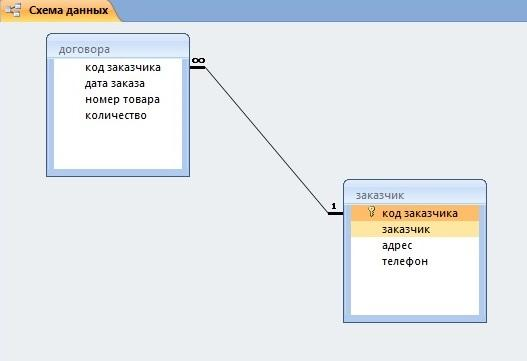 Схема данных
договора
код заказчика
дата заказа
номер товара
количество
∞
1
заказчик
код заказчика
заказчик
адрес
телефон